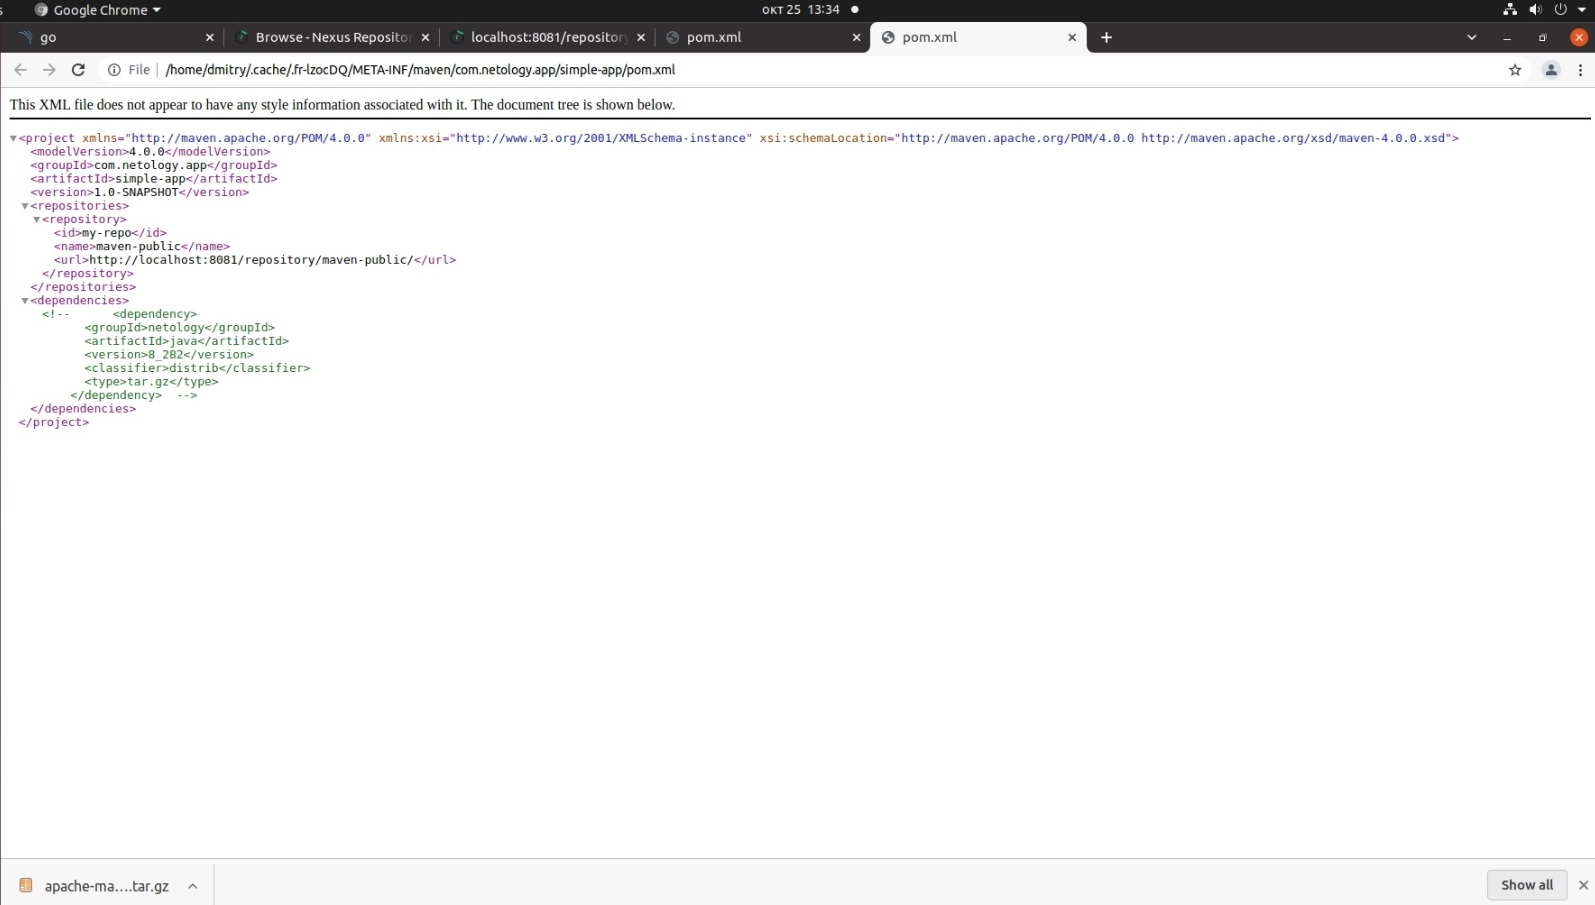 Google Chrome
окт 25 13:34
go
Browse - Nexus Repositor
localhost:8081/repository
pom.xml
pom.xml
File
/home/dmitry/.cache/.fr-lzocDQ/META-INF/maven/com.netology.app/simple-app/pom.xml
This XML file does not appear to have any style information associated with it. The document tree is shown below.
<project xmlns="http://maven.apache.org/POM/4.0.0" xmlns:xsi="http://www.w3.org/2001/XMLSchema-instance" xsi:schemaLocation="http://maven.apache.org/POM/4.0.0 http://maven.apache.org/xsd/maven-4.0.0.xsd">
<modelVersion>4.0.0</modelVersion>
<groupId>com.netology.app</groupId>
<artifactId>simple-app</artifactId>
<version>1.0-SNAPSHOT</version>
<repositories>
<repository>
<id>my-repo</id>
<name>maven-public</name>
<url>http://localhost:8081/repository/maven-public/</url>
</repository>
</repositories>
<dependencies>
<!-- <dependency>
<groupId>netology</groupId>
<artifactId>java</artifactId>
<version>8_282</version>
<classifier>distrib</classifier>
<type>tar.gz</type>
</dependency> -->
</dependencies>
</project>
apache-ma....tar.gz
Show all